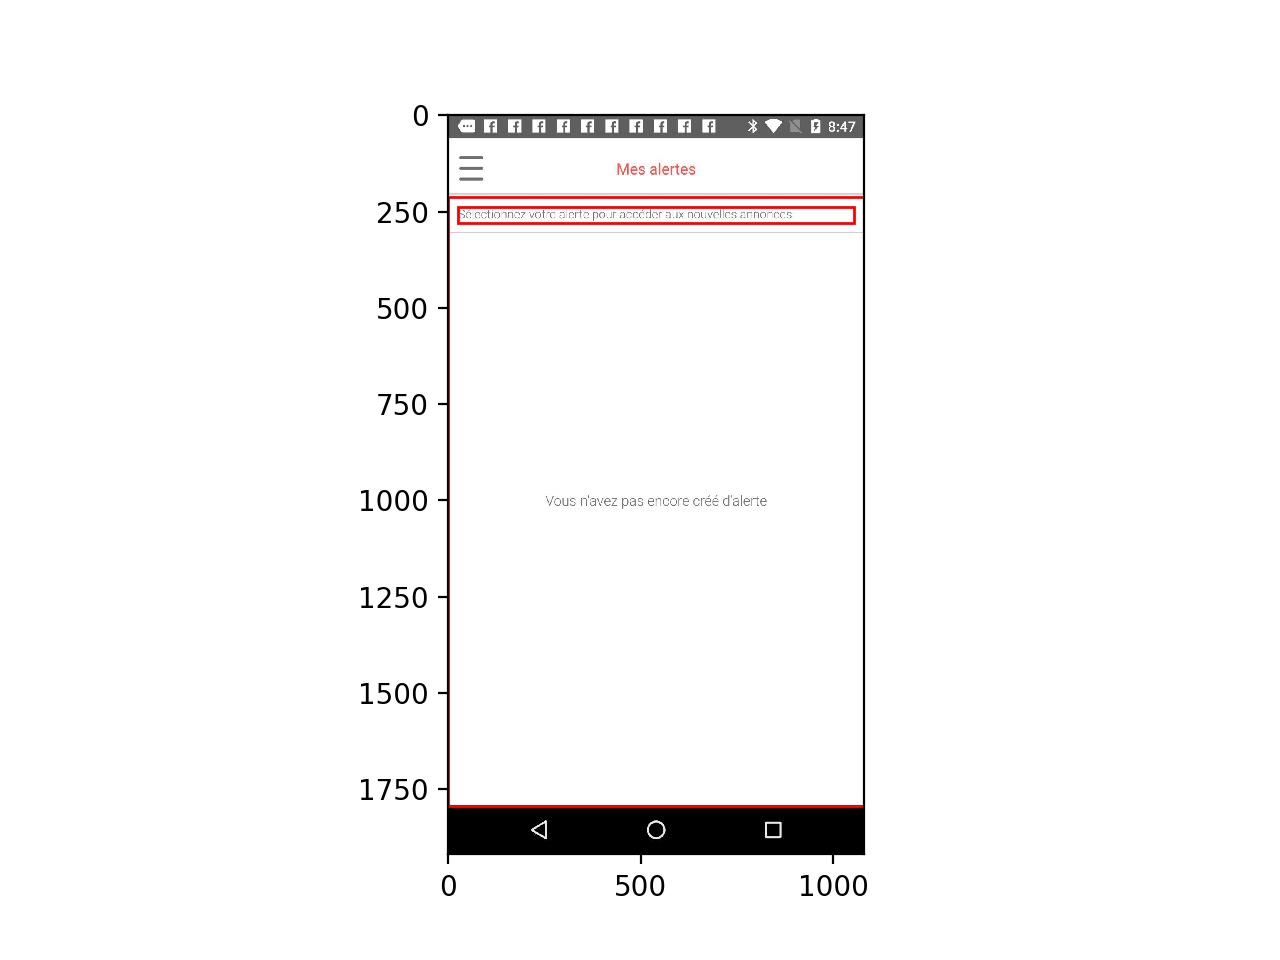 0
8:47
Mes alertes
250
Sélectionnez votre alerte pour accéder aux nouvelles annonces
500
750
1000
Vous n'avez pas encore créé d'alerte
1250
1500
1750
0 500 1000